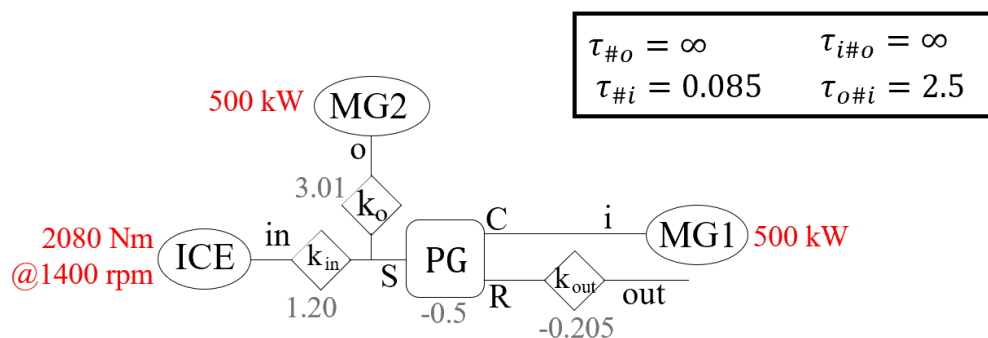 τ#o = ∞ τi#o = ∞
τ#i = 0.085 τo#i = 2.5
500 kW MG2
o
3.01 ko
2080 Nm
@1400 rpm
ICE in kin S PG C i MG1 500 kW
1.20
-0.5
R kout out
-0.205